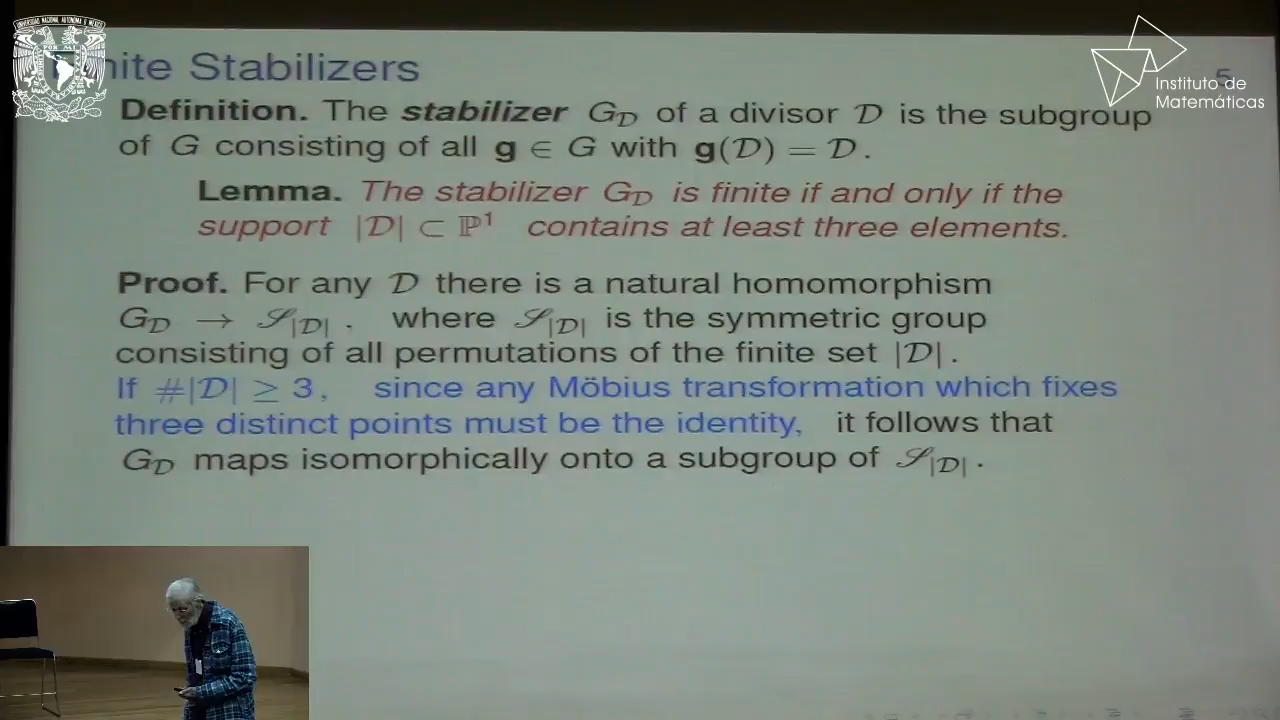 nite Stabilizers
5
Instituto de
Matemáticas
Definition. The stabilizer G_𝒟 of a divisor 𝒟 is the subgroup
of G consisting of all g ∈ G with g(𝒟) = 𝒟.
Lemma. The stabilizer G_𝒟 is finite if and only if the
support |𝒟| ⊂ ℙ¹ contains at least three elements.
Proof. For any 𝒟 there is a natural homomorphism
G_𝒟 → 𝒮_|𝒟|. where 𝒮_|𝒟| is the symmetric group
consisting of all permutations of the finite set |𝒟|.
If #|𝒟| ≥ 3, since any Möbius transformation which fixes
three distinct points must be the identity, it follows that
G_𝒟 maps isomorphically onto a subgroup of 𝒮_|𝒟|.